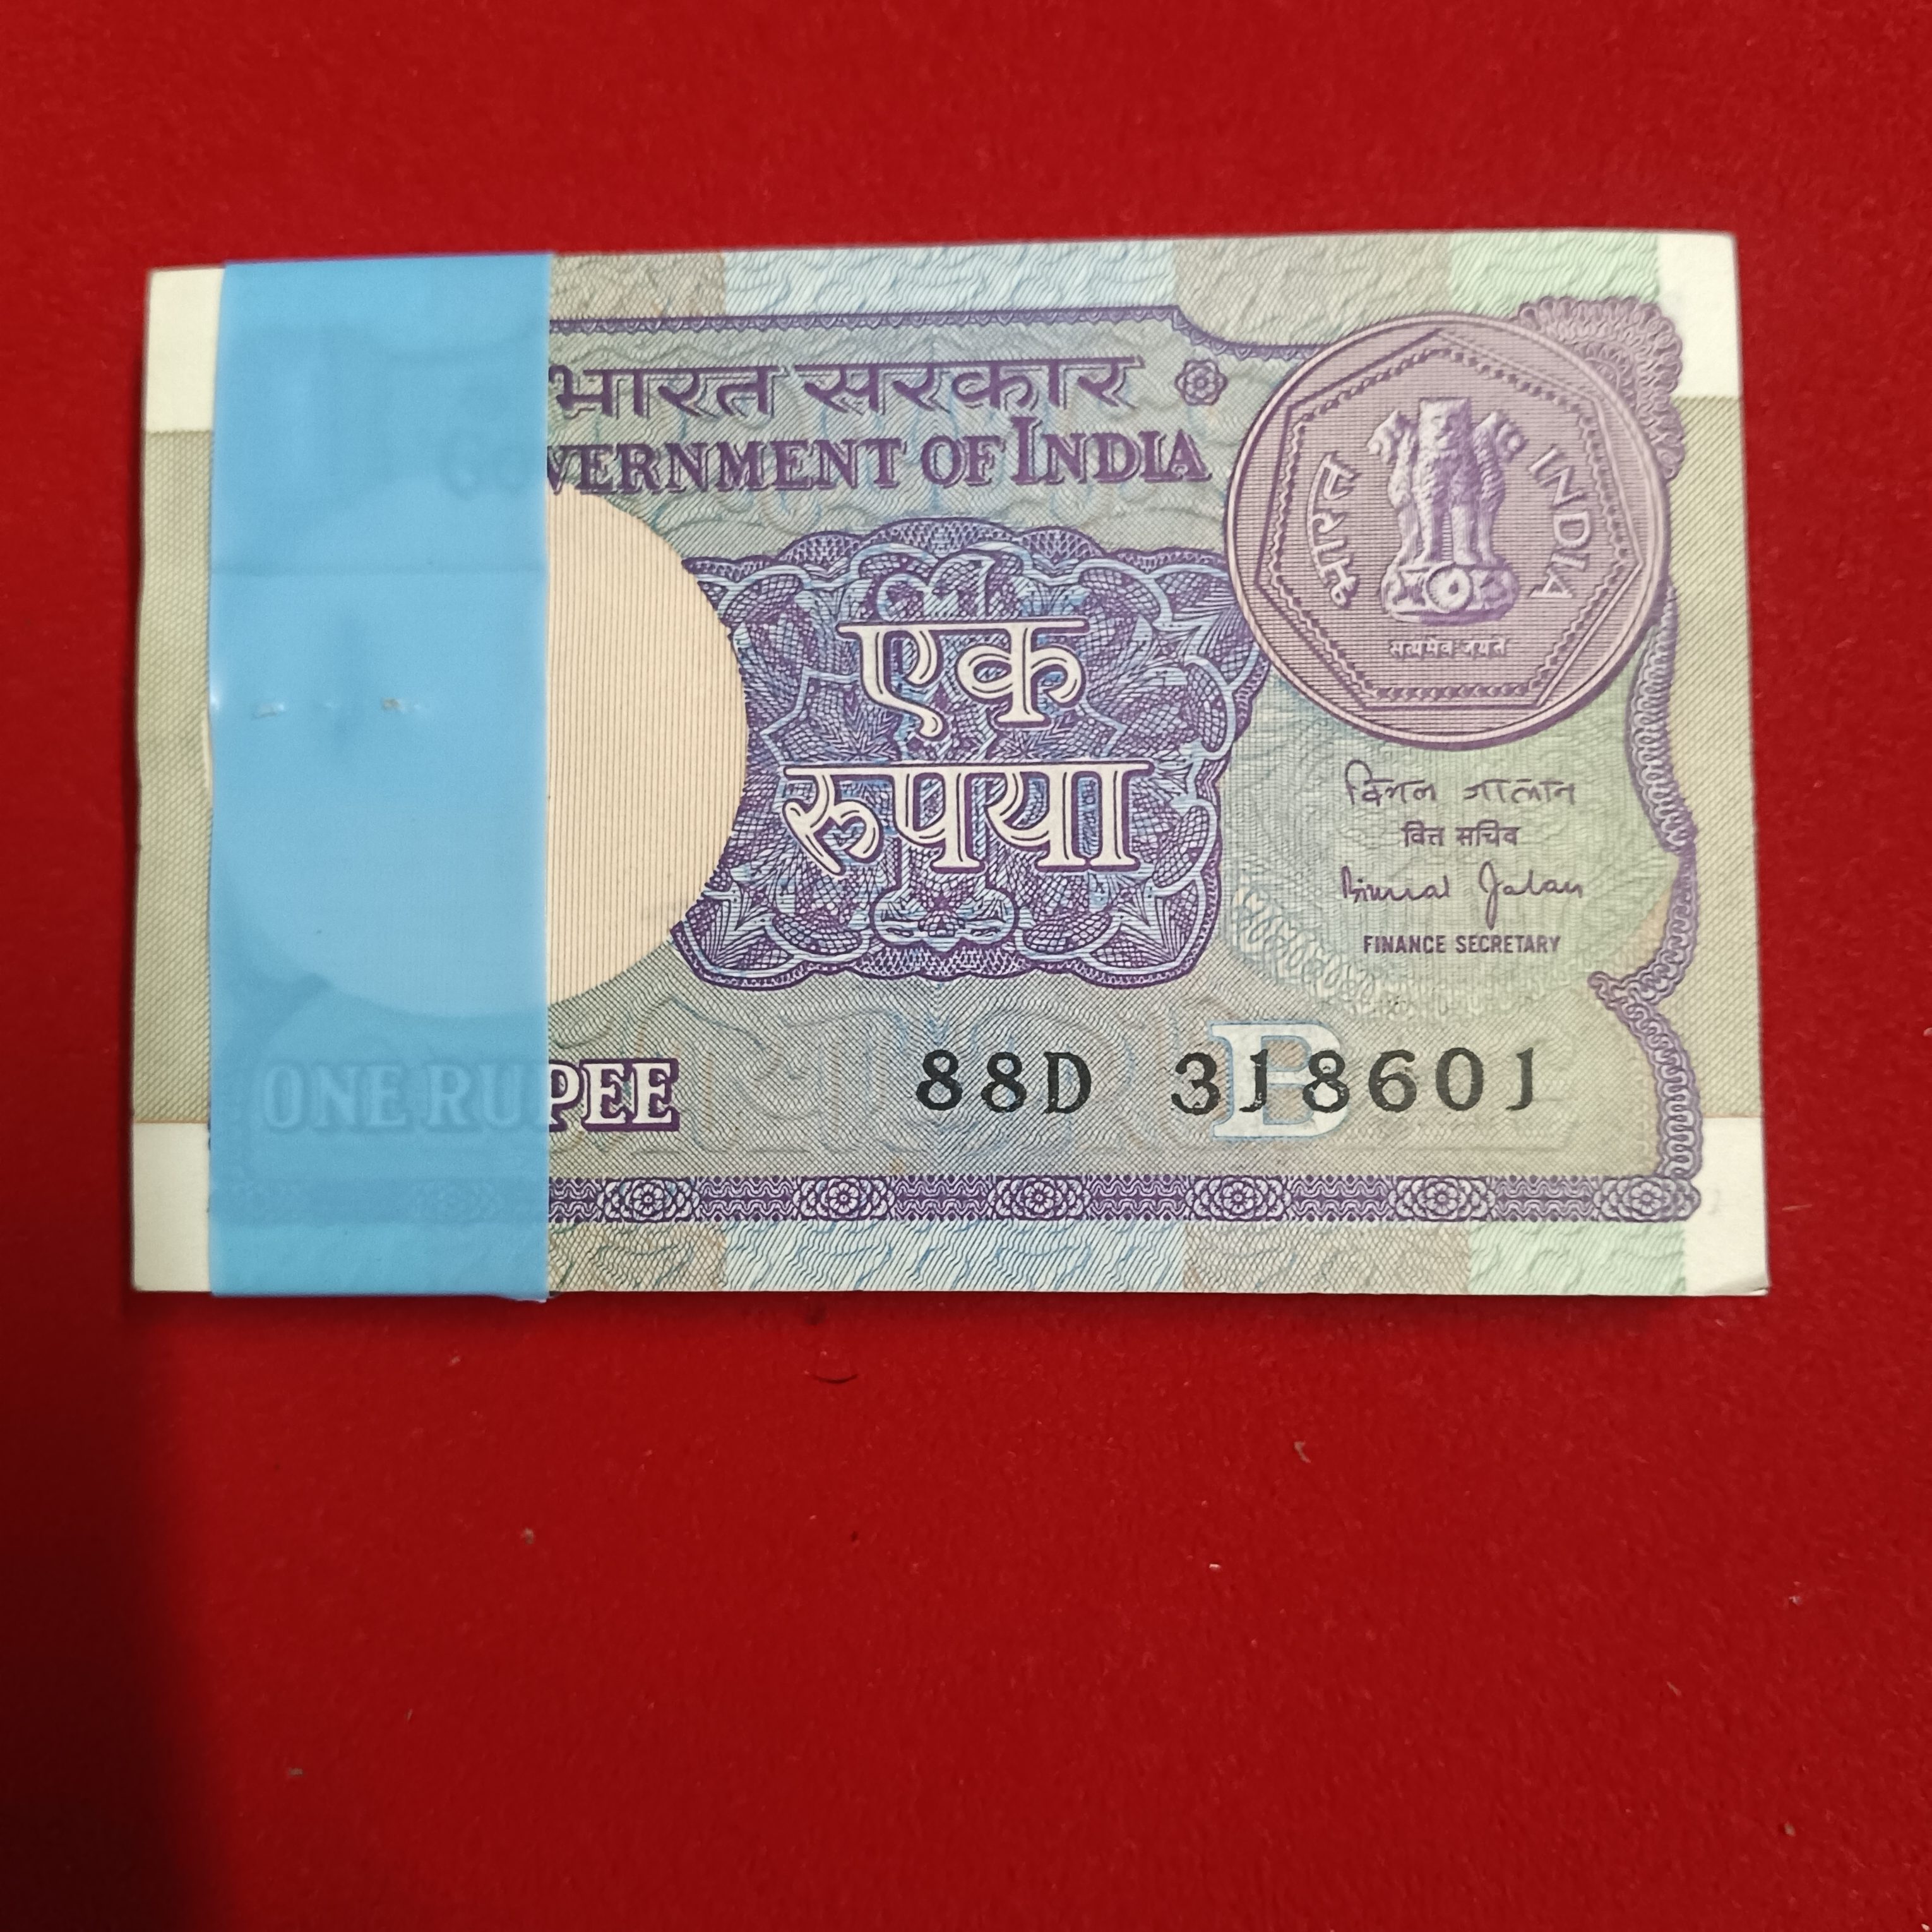 भारत सरकार
GOVERNMENT OF INDIA
भारत INDIA
सत्यमेव जयते
एक
रूपया
विमल जालान
वित्त सचिव
Bimal Jalan
FINANCE SECRETARY
ONE RUPEE
B
88D 318601